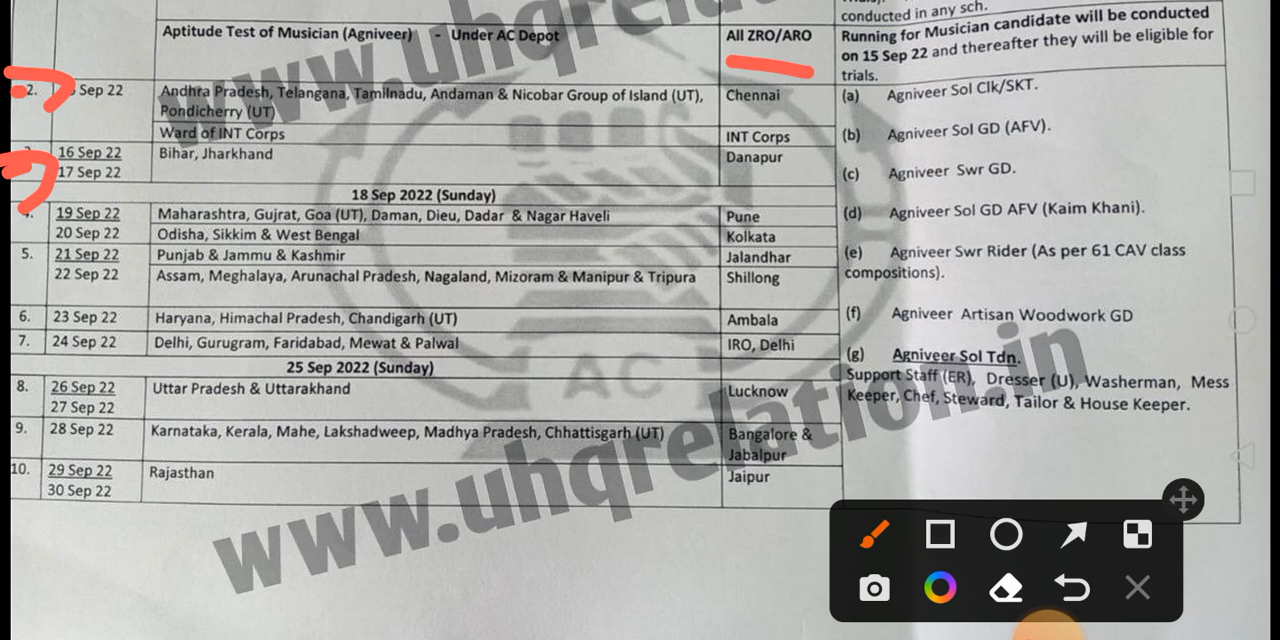 conducted in any sch.
Aptitude Test of Musician (Agniveer) - Under AC Depot
All ZRO/ARO
Running for Musician candidate will be conducted
on 15 Sep 22 and thereafter they will be eligible for
trials.
2.
Sep 22
Andhra Pradesh, Telangana, Tamilnadu, Andaman & Nicobar Group of Island (UT),
Pondicherry (UT)
Chennai
Ward of INT Corps
INT Corps
16 Sep 22
17 Sep 22
Bihar, Jharkhand
Danapur
18 Sep 2022 (Sunday)
19 Sep 22
Maharashtra, Gujrat, Goa (UT), Daman, Dieu, Dadar & Nagar Haveli
Pune
20 Sep 22
Odisha, Sikkim & West Bengal
Kolkata
5.
21 Sep 22
Punjab & Jammu & Kashmir
Jalandhar
22 Sep 22
Assam, Meghalaya, Arunachal Pradesh, Nagaland, Mizoram & Manipur & Tripura
Shillong
6.
23 Sep 22
Haryana, Himachal Pradesh, Chandigarh (UT)
Ambala
7.
24 Sep 22
Delhi, Gurugram, Faridabad, Mewat & Palwal
IRO, Delhi
25 Sep 2022 (Sunday)
8.
26 Sep 22
27 Sep 22
Uttar Pradesh & Uttarakhand
Lucknow
9.
28 Sep 22
Karnataka, Kerala, Mahe, Lakshadweep, Madhya Pradesh, Chhattisgarh (UT)
Bangalore &
Jabalpur
10.
29 Sep 22
30 Sep 22
Rajasthan
Jaipur
(a) Agniveer Sol Clk/SKT.
(b) Agniveer Sol GD (AFV).
(c) Agniveer Swr GD.
(d) Agniveer Sol GD AFV (Kaim Khani).
(e) Agniveer Swr Rider (As per 61 CAV class
compositions).
(f) Agniveer Artisan Woodwork GD
(g) Agniveer Sol Tdn.
Support Staff (ER), Dresser (U), Washerman, Mess
Keeper, Chef, Steward, Tailor & House Keeper.
AC
www.uhqrelation.in
www.uhqrelation.in